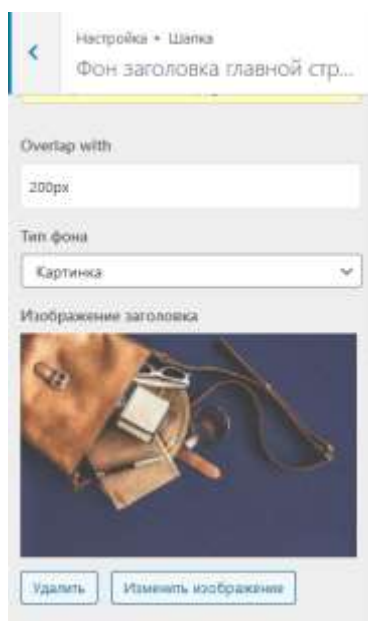 Настройка • Шапка
Фон заголовка главной стр...
Overlap with
200px
Тип фона
Картинка
Изображение заголовка
Удалить
Изменить изображение